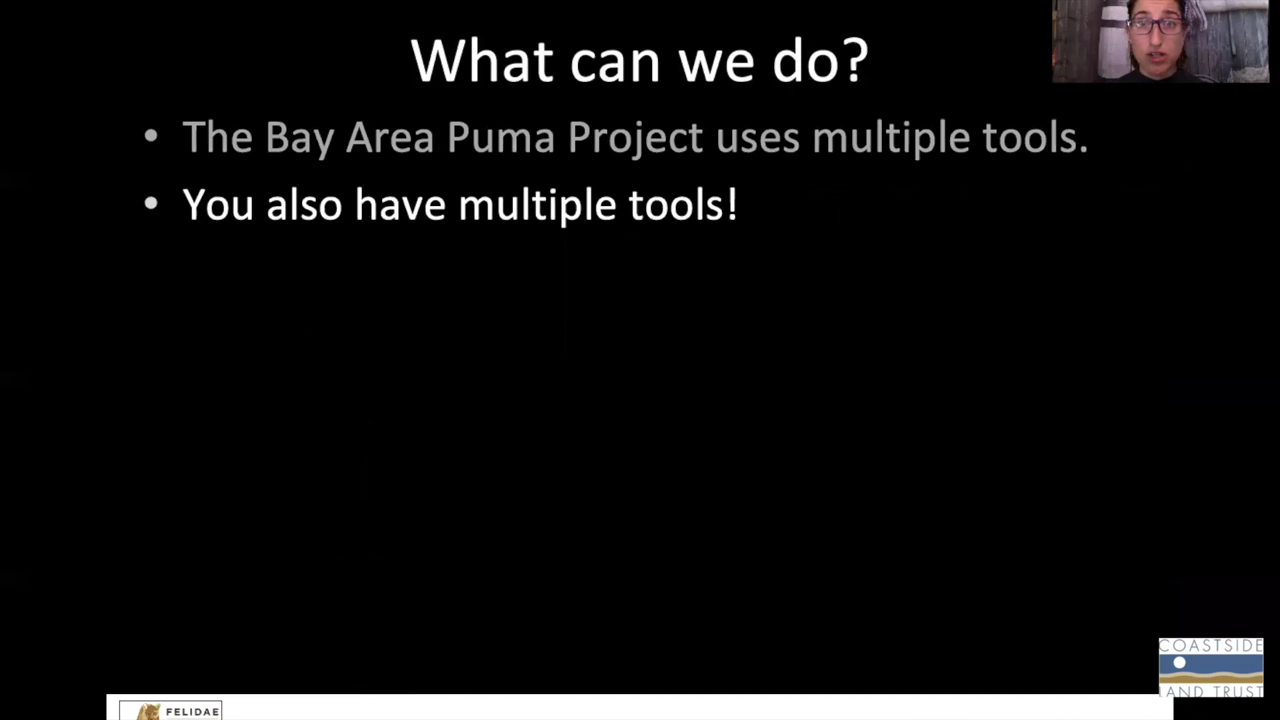 What can we do?
• The Bay Area Puma Project uses multiple tools.
• You also have multiple tools!
COASTSIDE
LAND TRUST
FELIDAE